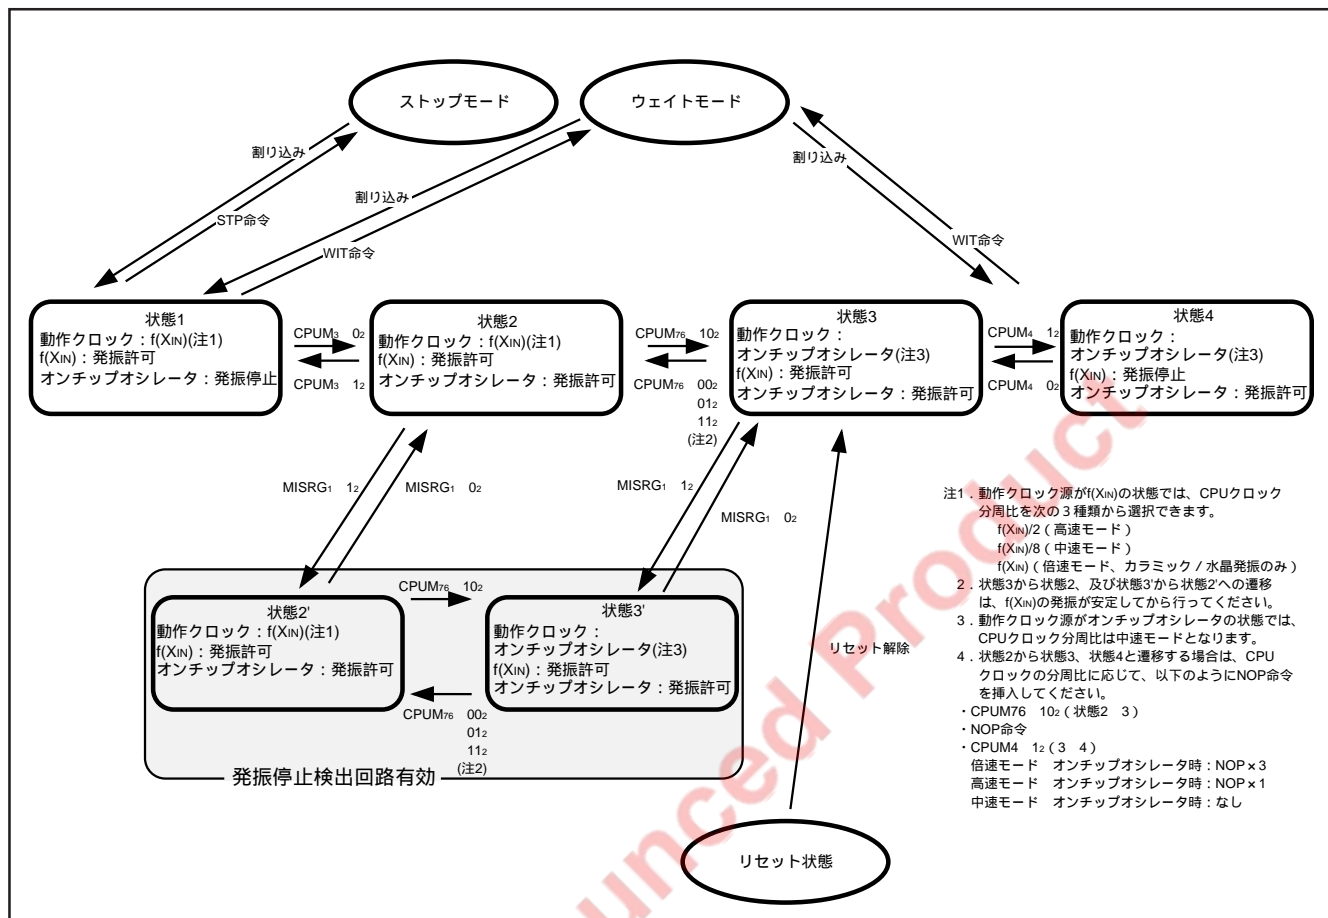 ストップモード
ウェイトモード
割り込み
STP命令
割り込み
WIT命令
割り込み
WIT命令
状態1
動作クロック：f(XIN)(注1)
f(XIN)：発振許可
オンチップオシレータ：発振停止
CPUM3 02
CPUM3 12
状態2
動作クロック：f(XIN)(注1)
f(XIN)：発振許可
オンチップオシレータ：発振許可
CPUM76 102
CPUM76 002
012
112
(注2)
状態3
動作クロック：
オンチップオシレータ(注3)
f(XIN)：発振許可
オンチップオシレータ：発振許可
CPUM4 12
CPUM4 02
状態4
動作クロック：
オンチップオシレータ(注3)
f(XIN)：発振停止
オンチップオシレータ：発振許可
MISRG1 12
MISRG1 02
MISRG1 12
MISRG1 02
状態2'
動作クロック：f(XIN)(注1)
f(XIN)：発振許可
オンチップオシレータ：発振許可
CPUM76 102
CPUM76 002
012
112
(注2)
状態3'
動作クロック：
オンチップオシレータ(注3)
f(XIN)：発振許可
オンチップオシレータ：発振許可
発振停止検出回路有効
リセット解除
リセット状態
注1．動作クロック源がf(XIN)の状態では、CPUクロック
分周比を次の３種類から選択できます。
f(XIN)/2（高速モード）
f(XIN)/8（中速モード）
f(XIN)（倍速モード、カラミック / 水晶発振のみ）
2．状態3から状態2、及び状態3'から状態2'への遷移
は、f(XIN)の発振が安定してから行ってください。
3．動作クロック源がオンチップオシレータの状態では、
CPUクロック分周比は中速モードとなります。
4．状態2から状態3、状態4と遷移する場合は、CPU
クロックの分周比に応じて、以下のようにNOP命令
を挿入してください。
・CPUM76 102（状態2 3）
・NOP命令
・CPUM4 12（3 4）
倍速モード オンチップオシレータ時：NOP×3
高速モード オンチップオシレータ時：NOP×1
中速モード オンチップオシレータ時：なし
unced Product